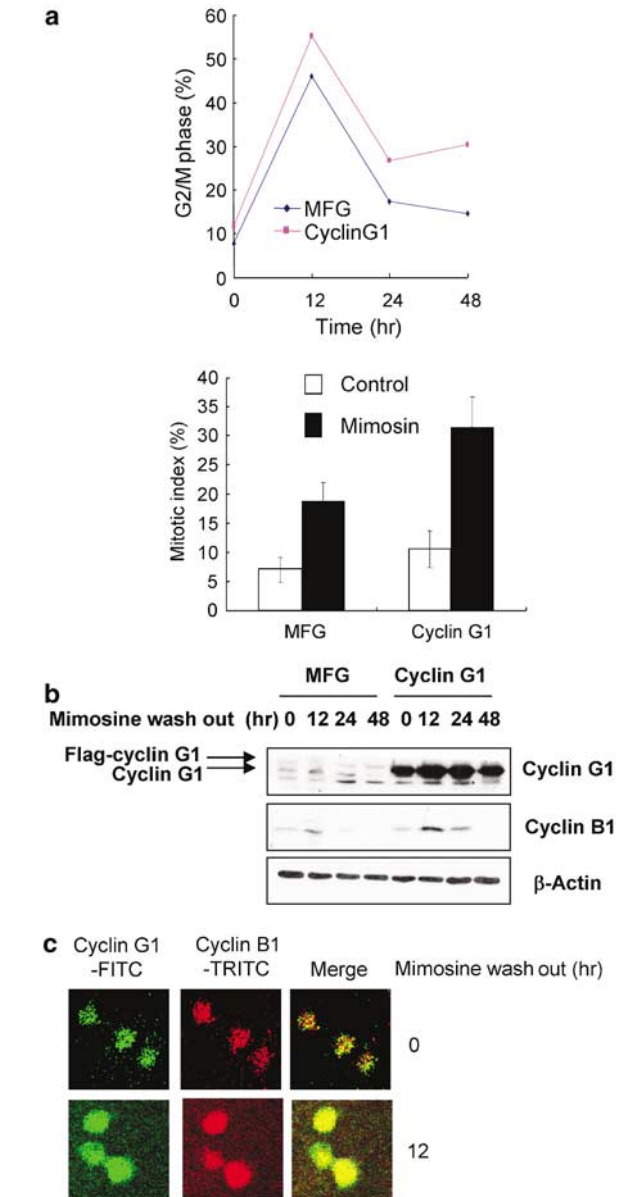 a
60
50
40
30
20
10
0
G2/M phase (%)
MFG
CyclinG1
0 12 24 48
Time (hr)
40
35
30
25
20
15
10
5
0
Mitotic index (%)
Control
Mimosin
MFG Cyclin G1
b
MFG Cyclin G1
Mimosine wash out (hr) 0 12 24 48 0 12 24 48
Flag-cyclin G1
Cyclin G1
Cyclin G1
Cyclin B1
β-Actin
c
Cyclin G1 Cyclin B1
-FITC -TRITC Merge Mimosine wash out (hr)
0
12